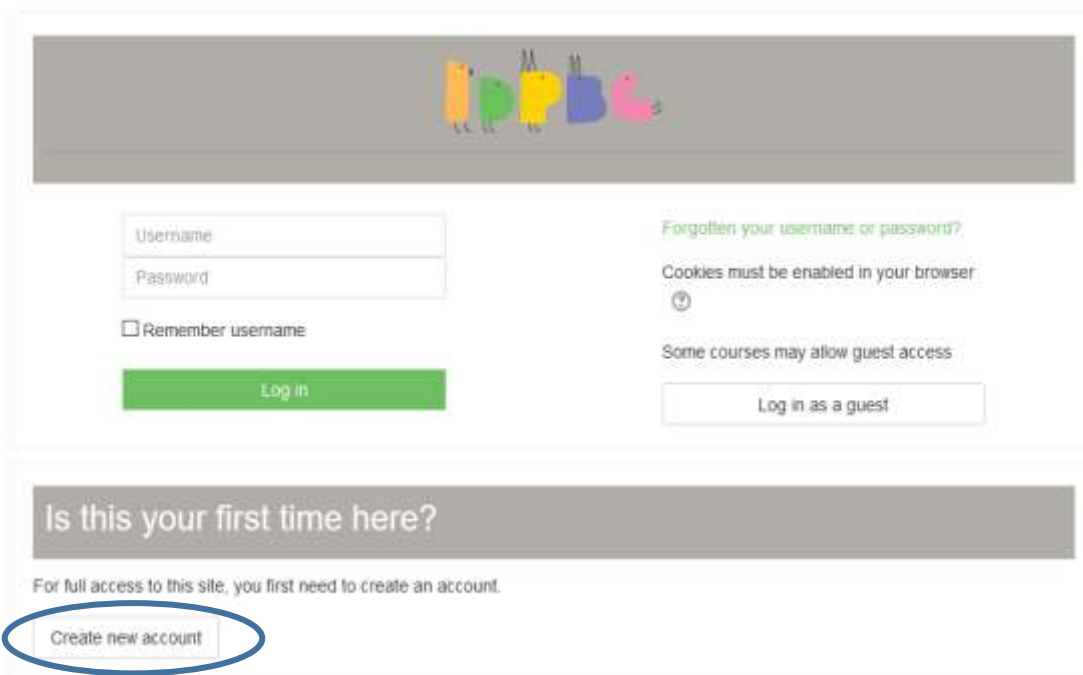 IDPBC
Username
Password
Remember username
Log in
Forgotten your username or password?
Cookies must be enabled in your browser
Some courses may allow guest access
Log in as a guest
Is this your first time here?
For full access to this site, you first need to create an account.
Create new account